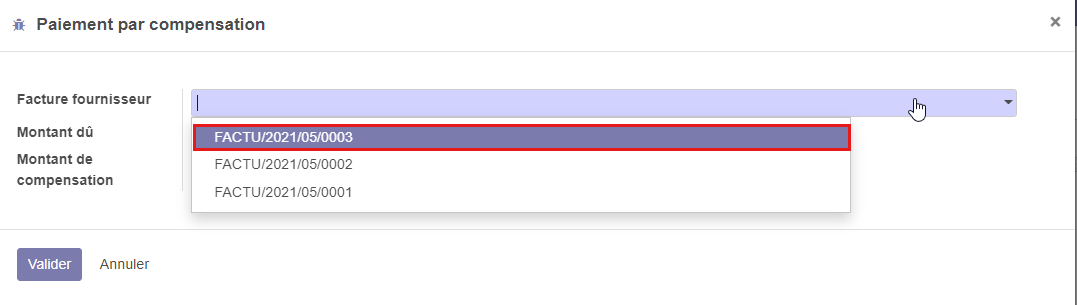 Paiement par compensation
×
Facture fournisseur
FACTU/2021/05/0003
Montant dû
FACTU/2021/05/0002
Montant de
compensation
FACTU/2021/05/0001
Valider
Annuler